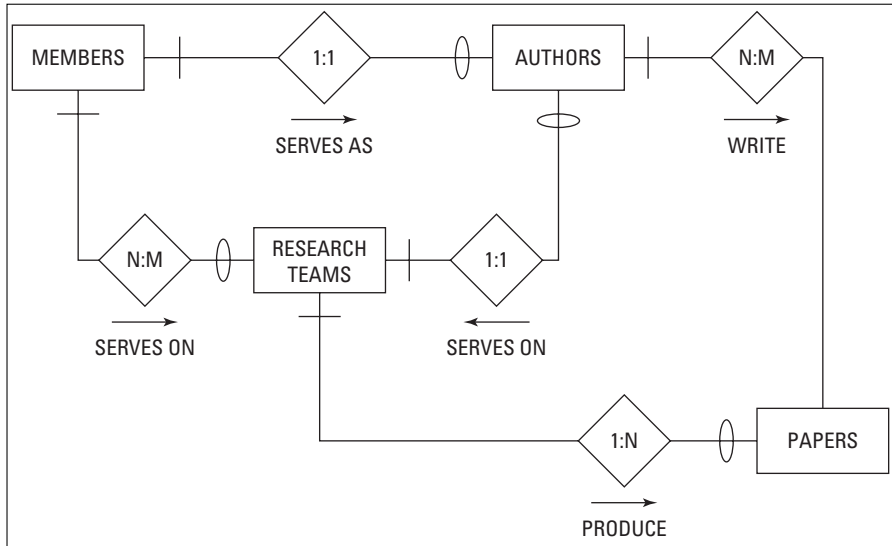 MEMBERS
1:1
SERVES AS
AUTHORS
N:M
WRITE
N:M
SERVES ON
RESEARCH
TEAMS
1:1
SERVES ON
1:N
PRODUCE
PAPERS